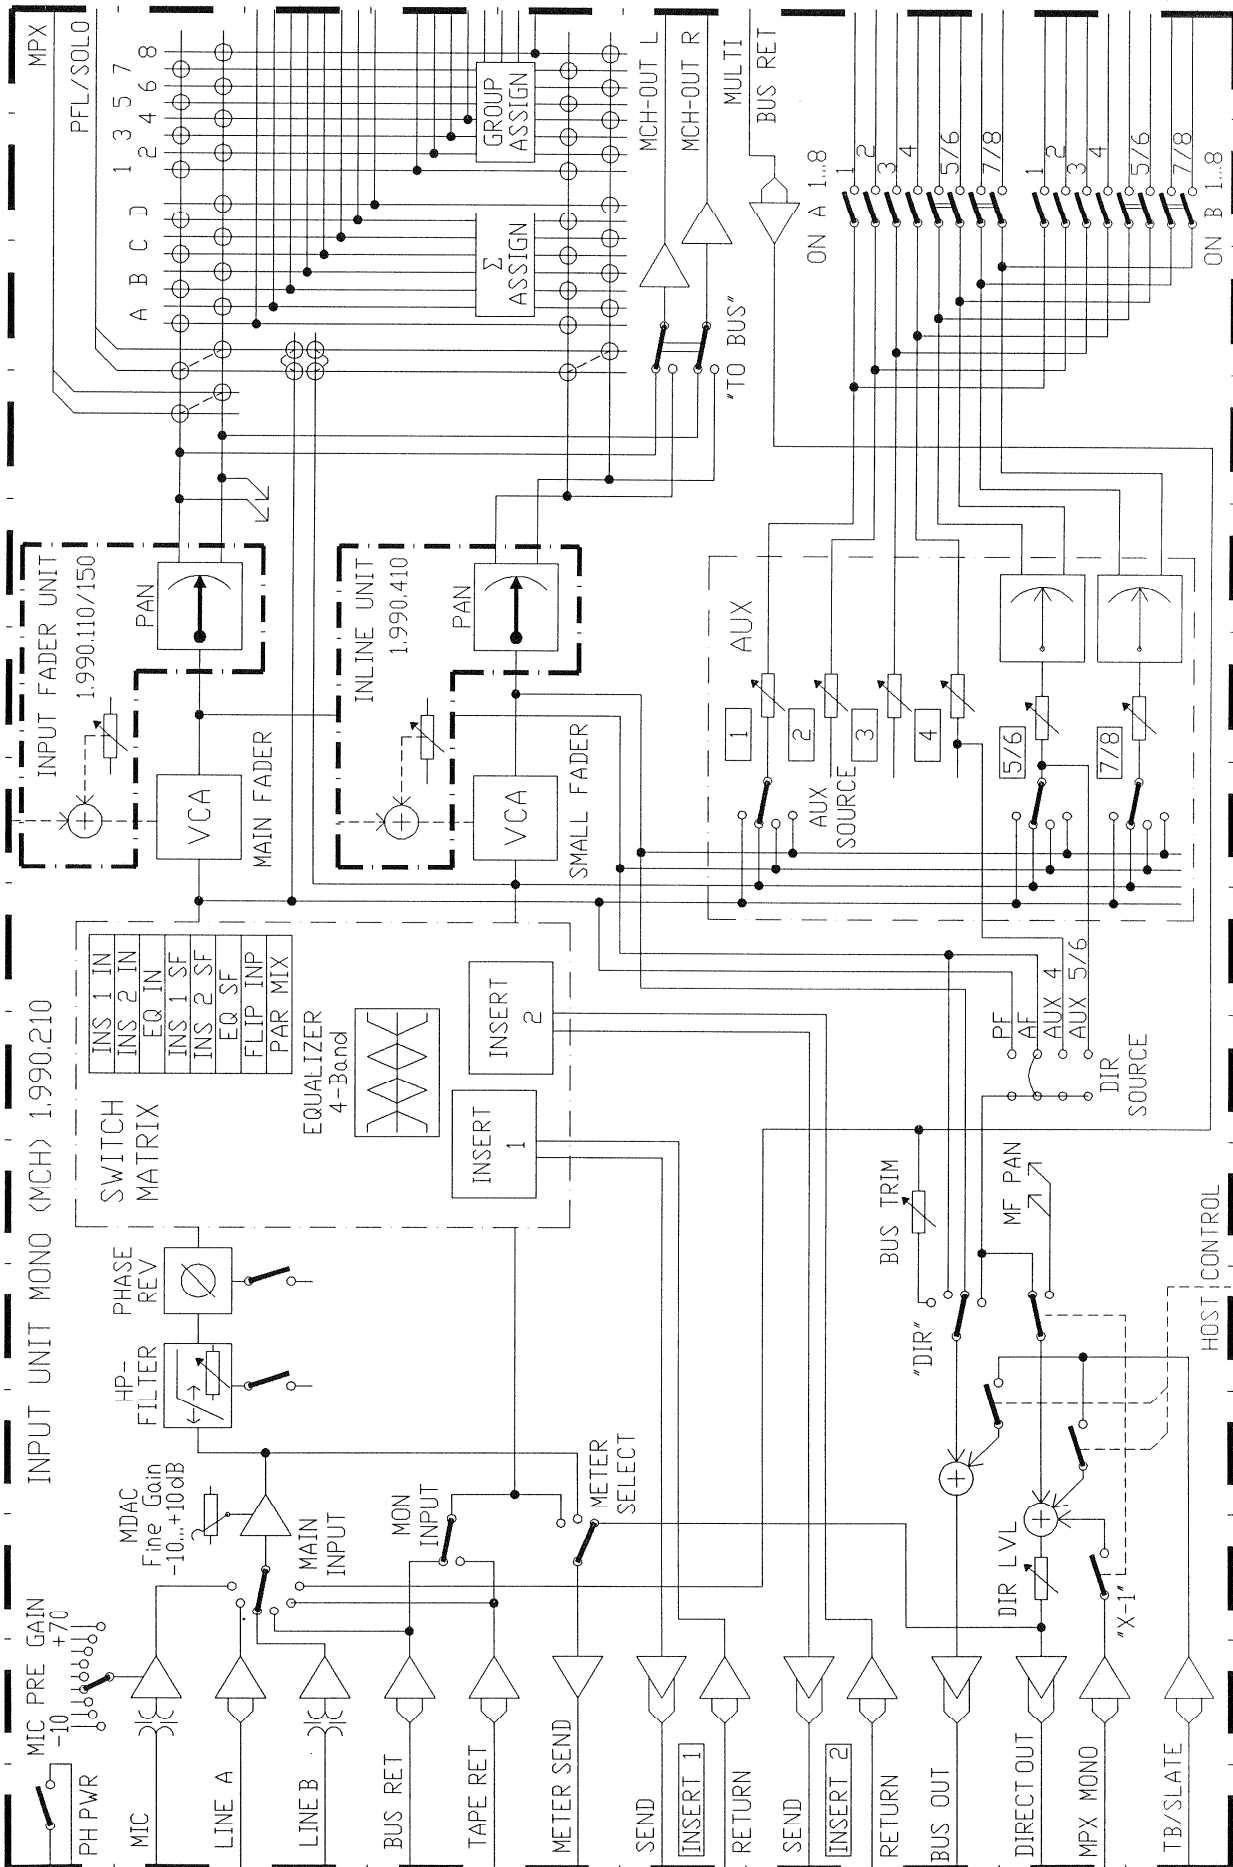 INPUT UNIT MONO (MCH) 1.990.210
PH PWR
MIC PRE GAIN
-10
+70
MIC
LINE A
LINE B
BUS RET
TAPE RET
METER SEND
SEND
INSERT 1
RETURN
SEND
INSERT 2
RETURN
BUS OUT
DIRECT OUT
MPX MONO
TB/SLATE
MDAC
Fine Gain
-10...+10dB
MAIN
INPUT
MON
INPUT
METER
SELECT
HP-
FILTER
PHASE
REV
SWITCH
MATRIX
INS 1 IN
INS 2 IN
EQ IN
INS 1 SF
INS 2 SF
EQ SF
FLIP INP
PAR MIX
EQUALIZER
4-Band
INSERT
1
INSERT
2
INPUT FADER UNIT
1.990.110/150
VCA
MAIN FADER
PAN
INLINE UNIT
1.990.410
VCA
SMALL FADER
PAN
MPX
PFL/SOLO
A B C D
1 3 5 7
2 4 6 8
Σ
ASSIGN
GROUP
ASSIGN
MCH-OUT L
MCH-OUT R
"TO BUS"
MULTI
BUS RET
AUX
1
2
3
4
5/6
7/8
AUX
SOURCE
ON A 1...8
1
2
3
4
5/6
7/8
1
2
3
4
5/6
7/8
ON B 1...8
BUS TRIM
"DIR"
MF PAN
PF
AF
AUX 4
AUX 5/6
DIR
SOURCE
DIR LVL
"X-1"
HOST CONTROL